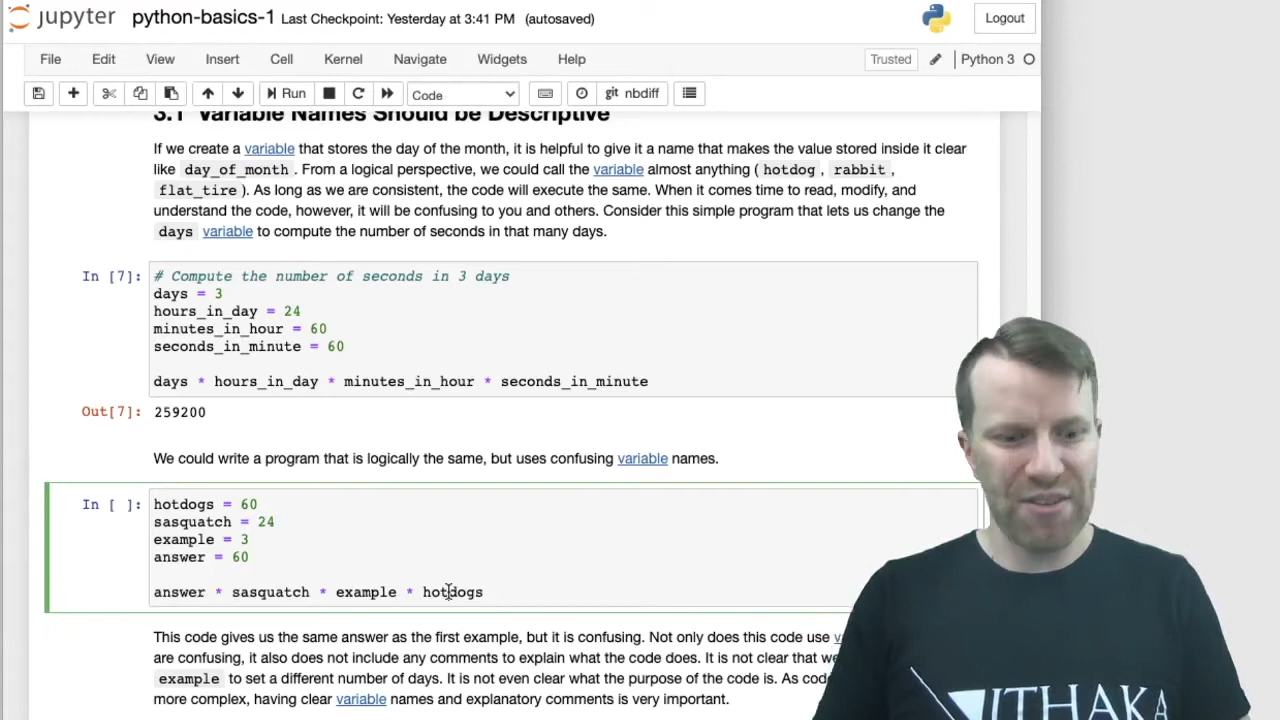 jupyter python-basics-1 Last Checkpoint: Yesterday at 3:41 PM (autosaved) Logout
File Edit View Insert Cell Kernel Navigate Widgets Help Trusted Python 3
Run Code git nbdiff
3.1 Variable Names Should be Descriptive
If we create a variable that stores the day of the month, it is helpful to give it a name that makes the value stored inside it clear
like day_of_month . From a logical perspective, we could call the variable almost anything ( hotdog , rabbit ,
flat_tire ). As long as we are consistent, the code will execute the same. When it comes time to read, modify, and
understand the code, however, it will be confusing to you and others. Consider this simple program that lets us change the
days variable to compute the number of seconds in that many days.
In [7]: # Compute the number of seconds in 3 days
days = 3
hours_in_day = 24
minutes_in_hour = 60
seconds_in_minute = 60
days * hours_in_day * minutes_in_hour * seconds_in_minute
Out[7]: 259200
We could write a program that is logically the same, but uses confusing variable names.
In [ ]: hotdogs = 60
sasquatch = 24
example = 3
answer = 60
answer * sasquatch * example * hotdogs
This code gives us the same answer as the first example, but it is confusing. Not only does this code use
are confusing, it also does not include any comments to explain what the code does. It is not clear that we
example to set a different number of days. It is not even clear what the purpose of the code is. As
more complex, having clear variable names and explanatory comments is very important.
ITHAKA